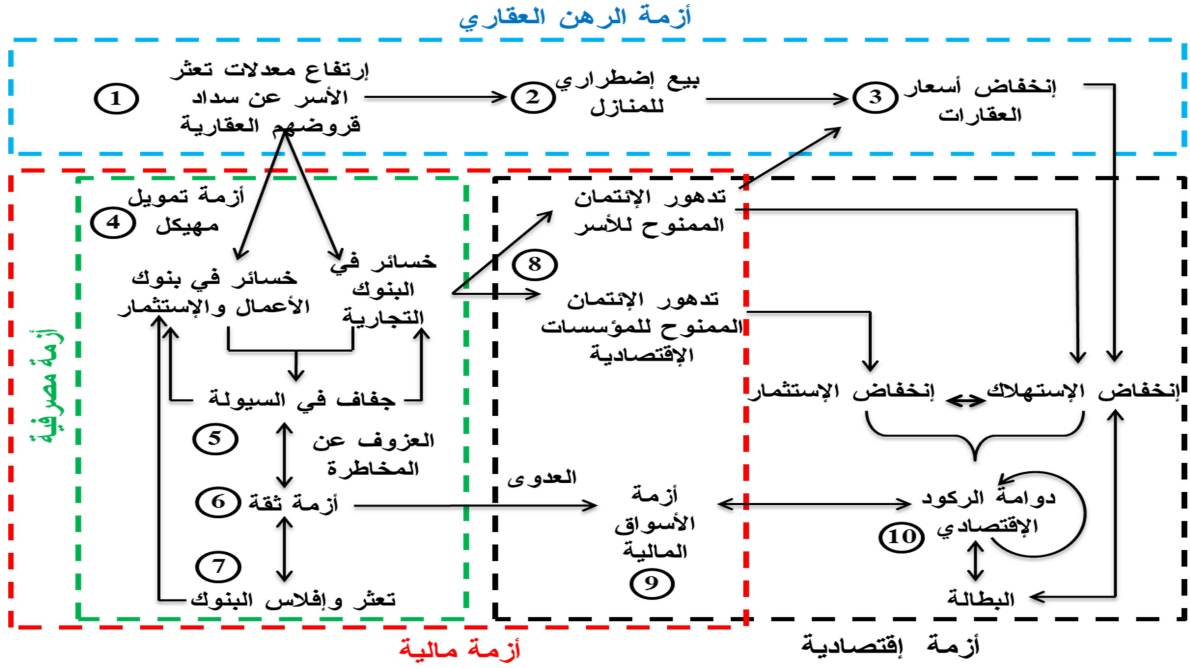 أزمة الرهن العقاري
إرتفاع معدلات تعثر
الأسر عن سداد
قروضهم العقارية
1
بيع إضطراري
للمنازل
2
إنخفاض أسعار
العقارات
3
أزمة تمويل
مهيكل
4
خسائر في بنوك
الأعمال والإستثمار
خسائر في
البنوك
التجارية
تدهور الإئتمان
الممنوح للأسر
8
تدهور الإئتمان
الممنوح للمؤسسات
الإقتصادية
أزمة مصرفية
جفاف في السيولة
إنخفاض الإستثمار
إنخفاض الإستهلاك
5
العزوف عن
المخاطرة
6
أزمة ثقة
العدوى
أزمة
الأسواق
المالية
9
دوامة الركود
الإقتصادي
10
7
تعثر وإفلاس البنوك
البطالة
أزمة مالية
أزمة إقتصادية